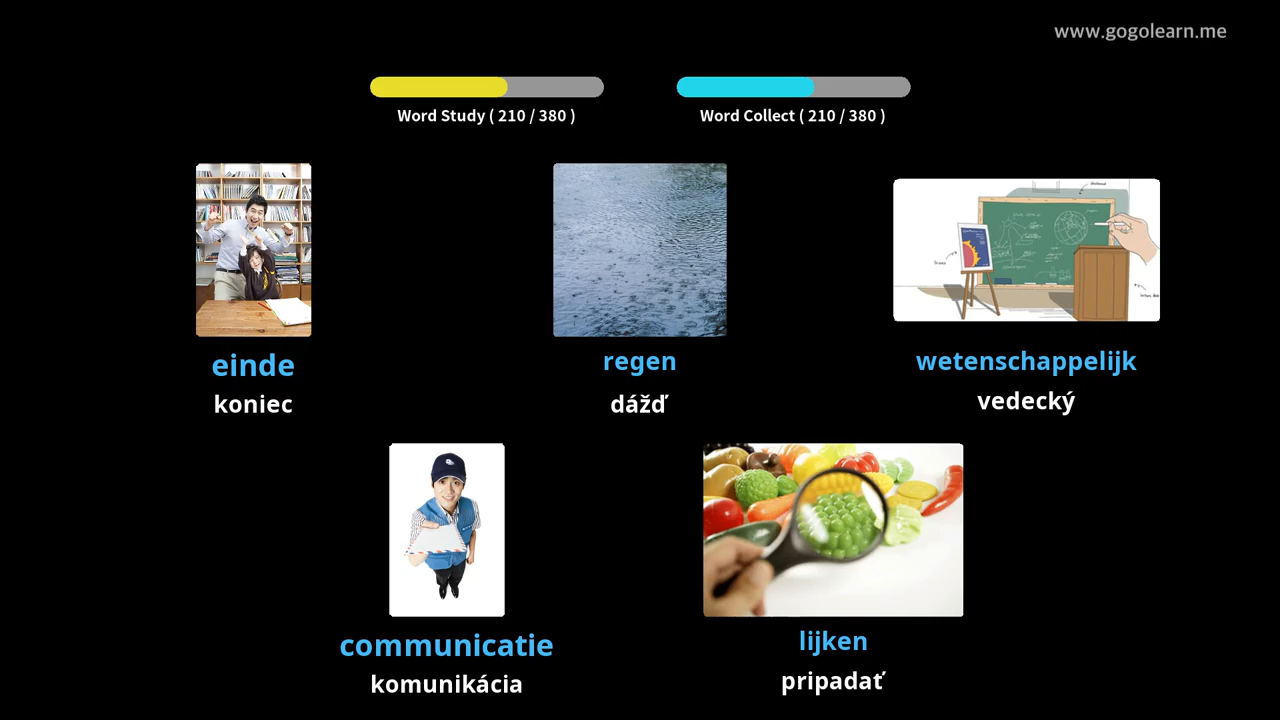 www.gogolearn.me
Word Study ( 210 / 380 )
Word Collect ( 210 / 380 )
einde
koniec
regen
dážď
wetenschappelijk
vedecký
communicatie
komunikácia
lijken
pripadať